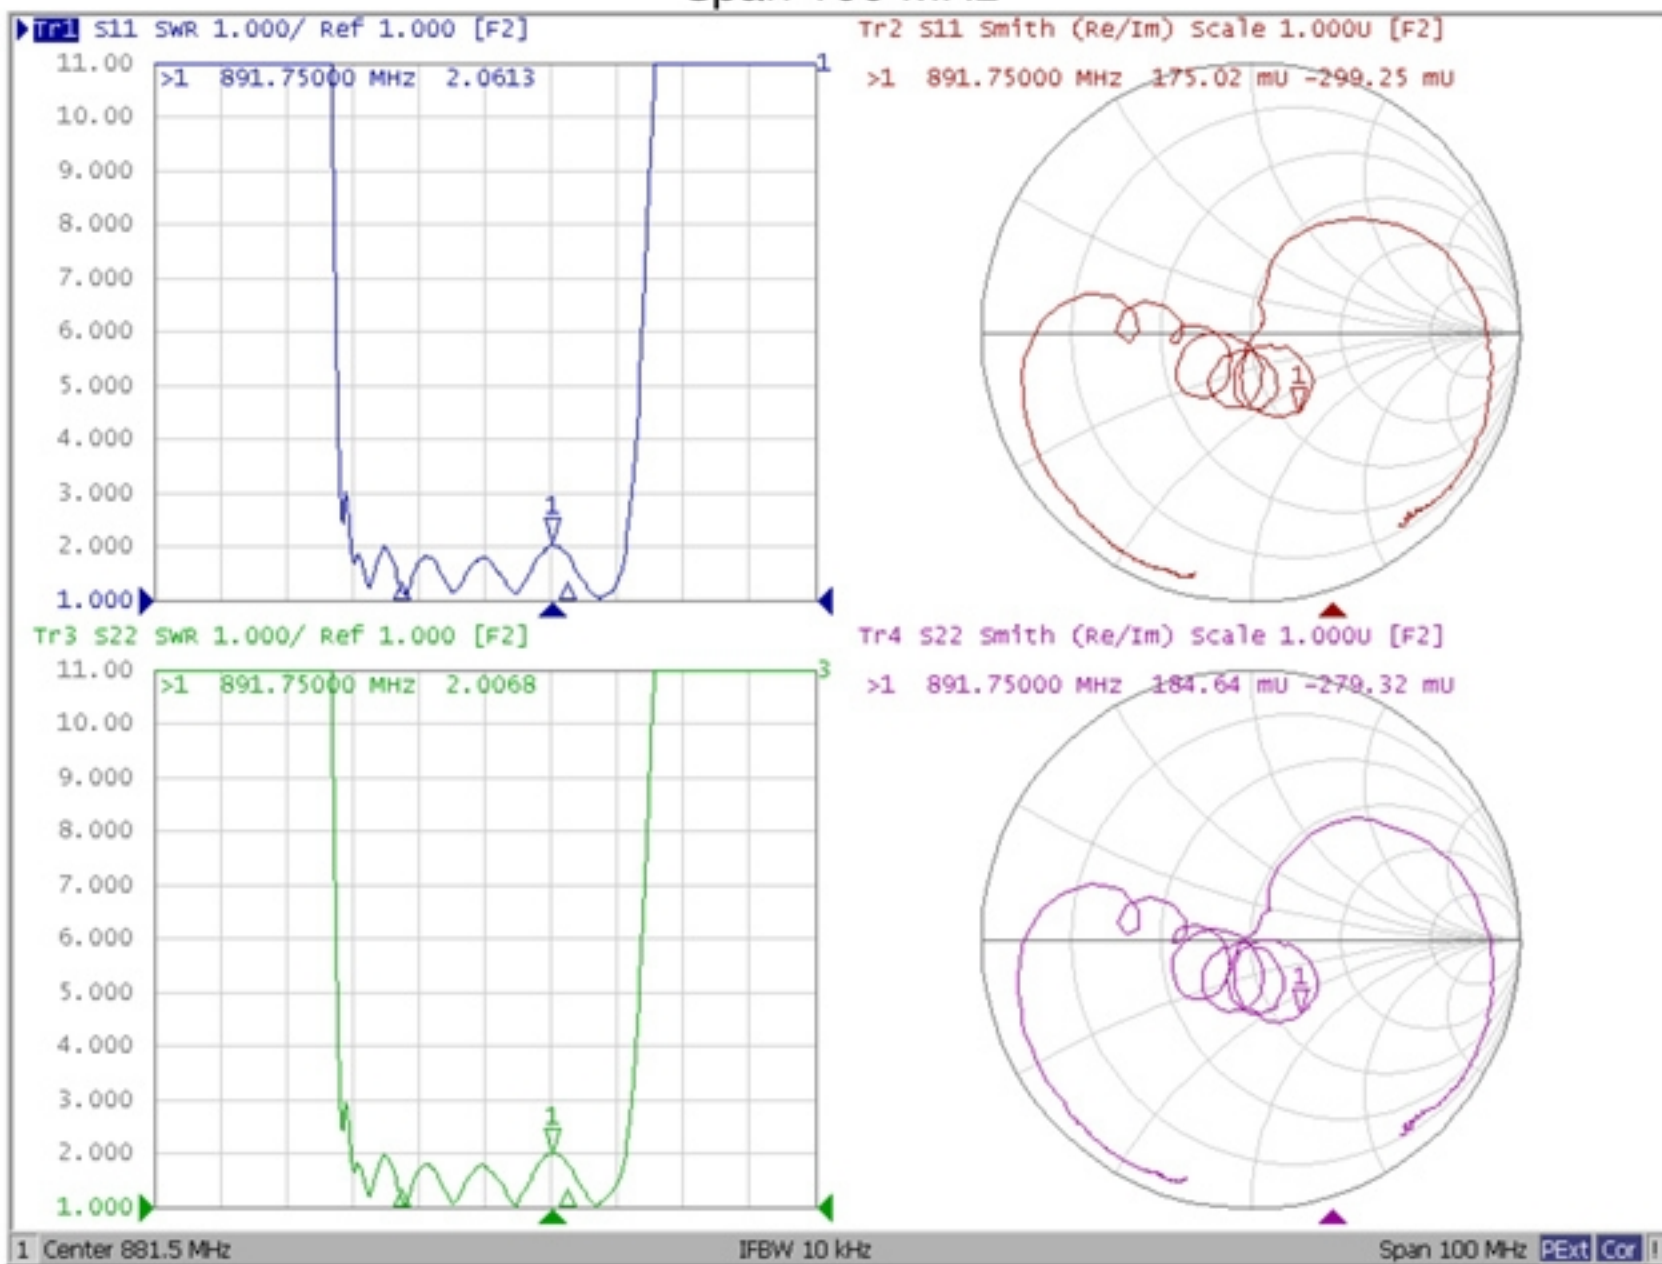 Span 100 MHz
Tr1 S11 SWR 1.000/ Ref 1.000 [F2]
11.00
>1 891.75000 MHz 2.0613
1
10.00
9.000
8.000
7.000
6.000
5.000
4.000
3.000
1
2.000
1.000
Tr2 S11 Smith (Re/Im) Scale 1.000U [F2]
>1 891.75000 MHz 175.02 mU -299.25 mU
1
Tr3 S22 SWR 1.000/ Ref 1.000 [F2]
11.00
>1 891.75000 MHz 2.0068
3
10.00
9.000
8.000
7.000
6.000
5.000
4.000
3.000
1
2.000
1.000
Tr4 S22 Smith (Re/Im) Scale 1.000U [F2]
>1 891.75000 MHz 184.64 mU -279.32 mU
1
1 Center 881.5 MHz IFBW 10 kHz Span 100 MHz PExt Cor !